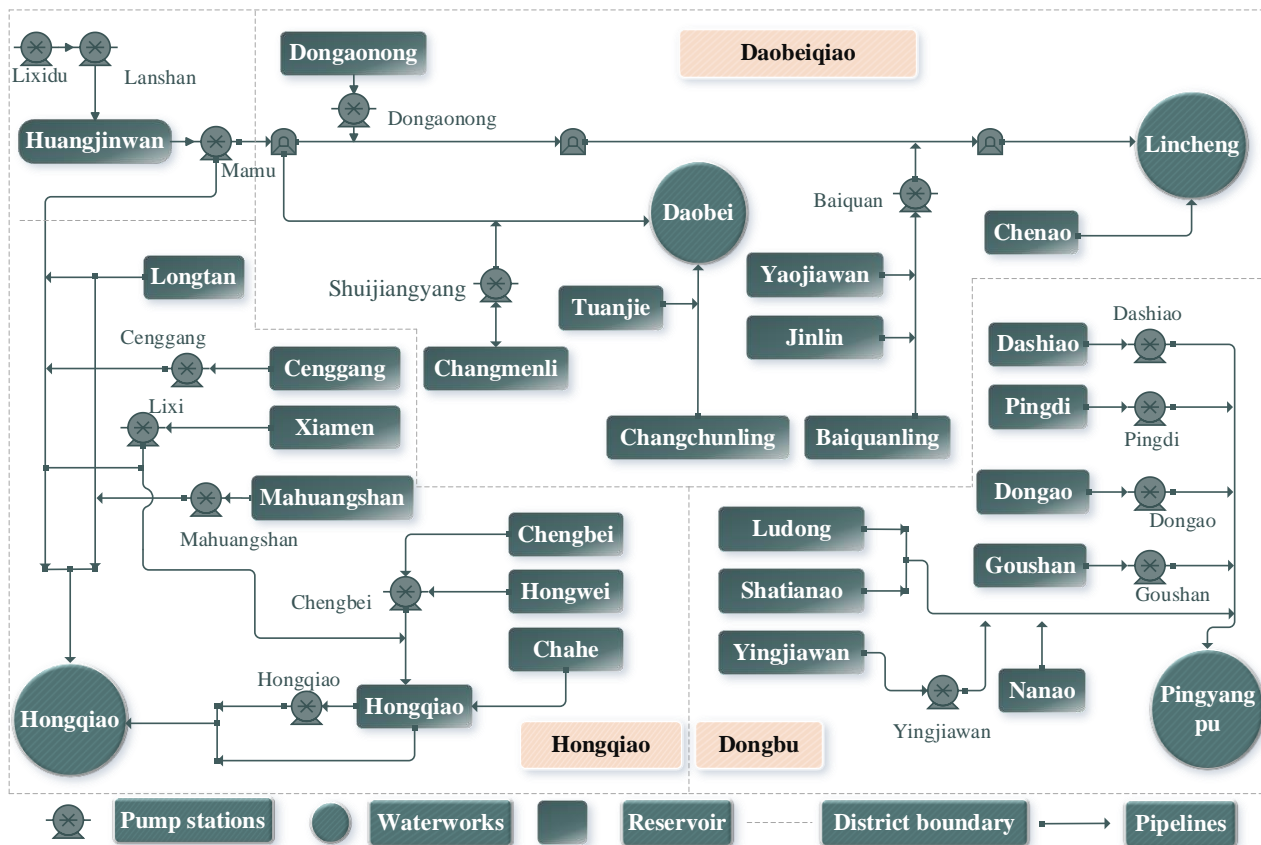 Dongaonong
Daobeiqiao
Lixidu
Lanshan
Dongaonong
Huangjinwan
Mamu
Lincheng
Baiquan
Daobei
Chenao
Longtan
Yaojiawan
Shuijiangyang
Tuanjie
Dashiao
Cenggang
Jinlin
Dashiao
Cenggang
Changmenli
Lixi
Pingdi
Xiamen
Changchunling
Baiquanling
Pingdi
Mahuangshan
Dongao
Mahuangshan
Chengbei
Ludong
Dongao
Goushan
Chengbei
Hongwei
Shatianao
Goushan
Chahe
Yingjiawan
Hongqiao
Nanao
Hongqiao
Hongqiao
Pingyang
pu
Yingjiawan
Hongqiao
Dongbu
Pump stations
Waterworks
Reservoir
District boundary
Pipelines